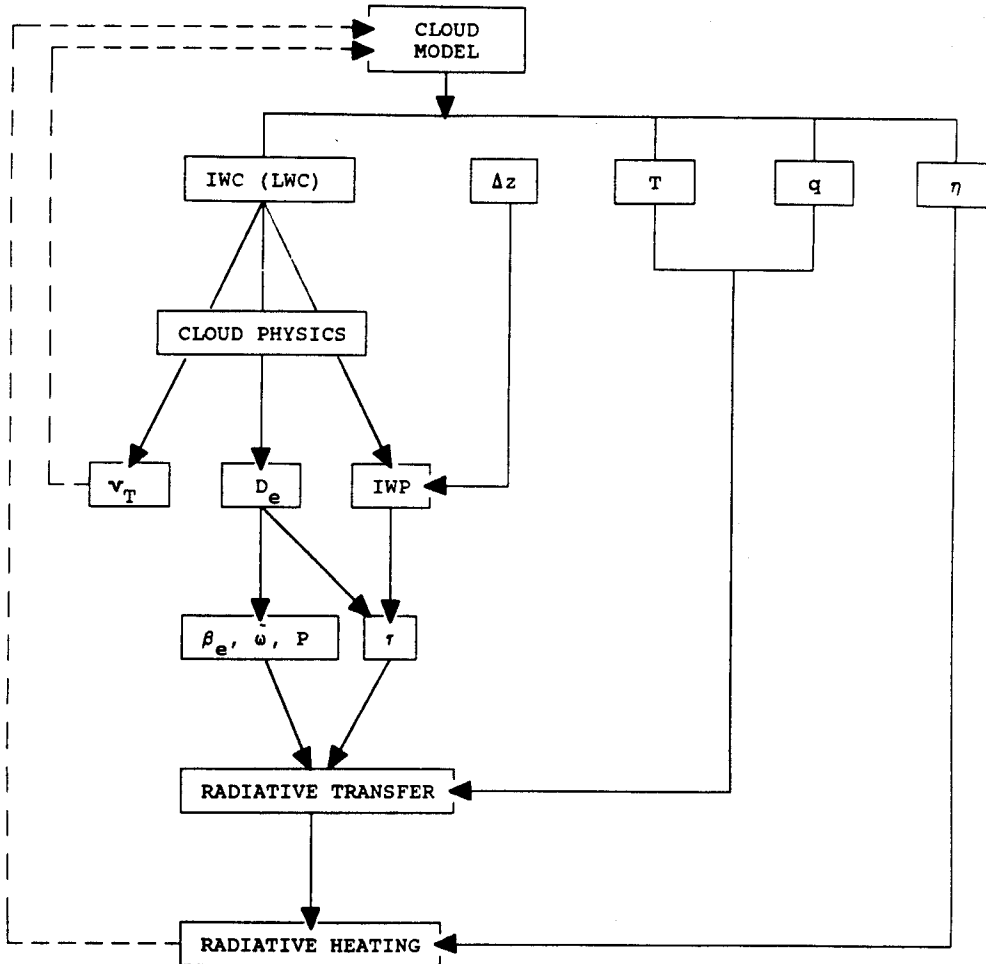 CLOUD
MODEL
IWC (LWC)
Δz
T
q
η
CLOUD PHYSICS
v_T
D_e
IWP
β_e, ω̃, P
τ
RADIATIVE TRANSFER
RADIATIVE HEATING